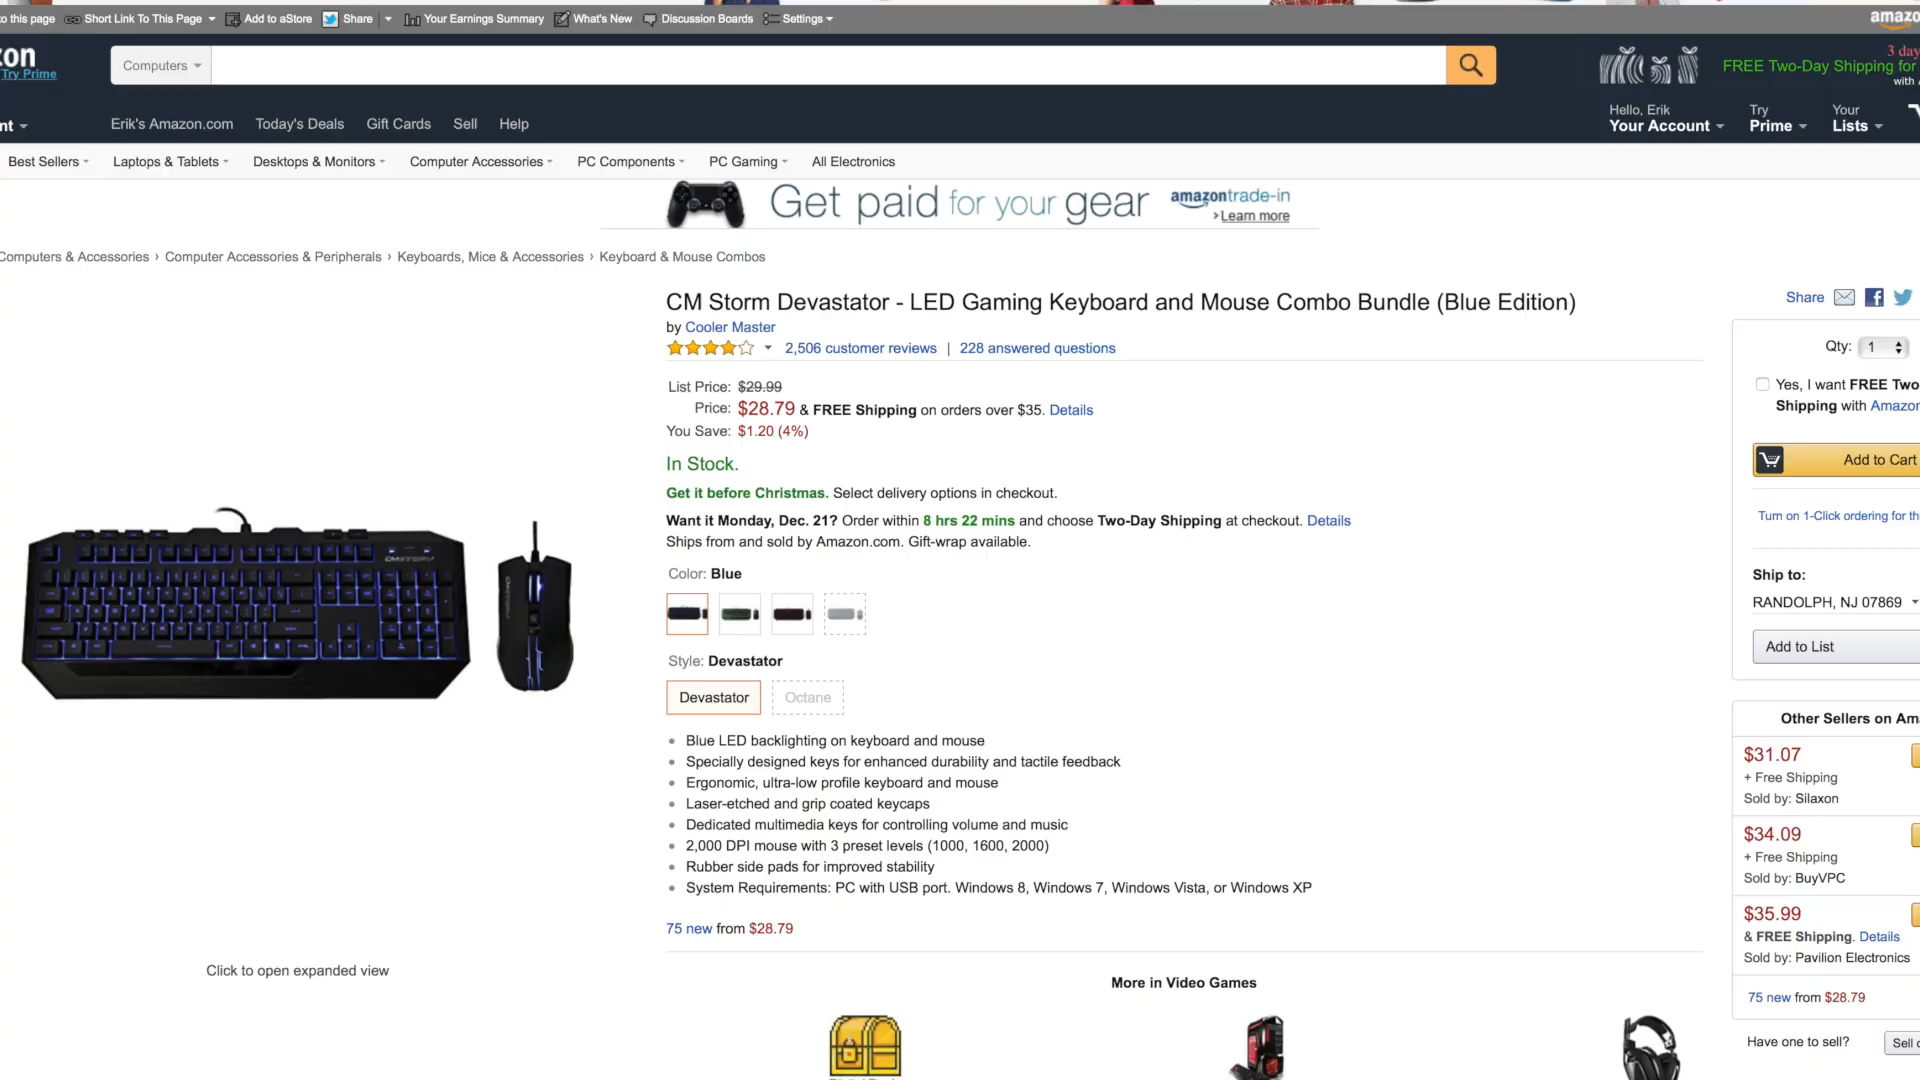 o this page Short Link To This Page Add to aStore Share Your Earnings Summary What's New Discussion Boards Settings
amazo
on
Try Prime
Computers
3 day
FREE Two-Day Shipping for
with
nt
Erik's Amazon.com Today's Deals Gift Cards Sell Help
Hello, Erik
Your Account
Try
Prime
Your
Lists
Best Sellers Laptops & Tablets Desktops & Monitors Computer Accessories PC Components PC Gaming All Electronics
Get paid for your gear
amazontrade-in
› Learn more
Computers & Accessories › Computer Accessories & Peripherals › Keyboards, Mice & Accessories › Keyboard & Mouse Combos
CM Storm Devastator - LED Gaming Keyboard and Mouse Combo Bundle (Blue Edition)
by Cooler Master
2,506 customer reviews | 228 answered questions
List Price: $29.99
Price: $28.79 & FREE Shipping on orders over $35. Details
You Save: $1.20 (4%)
In Stock.
Get it before Christmas. Select delivery options in checkout.
Want it Monday, Dec. 21? Order within 8 hrs 22 mins and choose Two-Day Shipping at checkout. Details
Ships from and sold by Amazon.com. Gift-wrap available.
Color: Blue
Style: Devastator
Devastator Octane
Blue LED backlighting on keyboard and mouse
Specially designed keys for enhanced durability and tactile feedback
Ergonomic, ultra-low profile keyboard and mouse
Laser-etched and grip coated keycaps
Dedicated multimedia keys for controlling volume and music
2,000 DPI mouse with 3 preset levels (1000, 1600, 2000)
Rubber side pads for improved stability
System Requirements: PC with USB port. Windows 8, Windows 7, Windows Vista, or Windows XP
75 new from $28.79
CMSTORM
Click to open expanded view
More in Video Games
Share
Qty: 1
Yes, I want FREE Two
Shipping with Amazon
Add to Cart
Turn on 1-Click ordering for th
Ship to:
RANDOLPH, NJ 07869
Add to List
Other Sellers on Am
$31.07
+ Free Shipping
Sold by: Silaxon
$34.09
+ Free Shipping
Sold by: BuyVPC
$35.99
& FREE Shipping. Details
Sold by: Pavilion Electronics
75 new from $28.79
Have one to sell?
Sell o